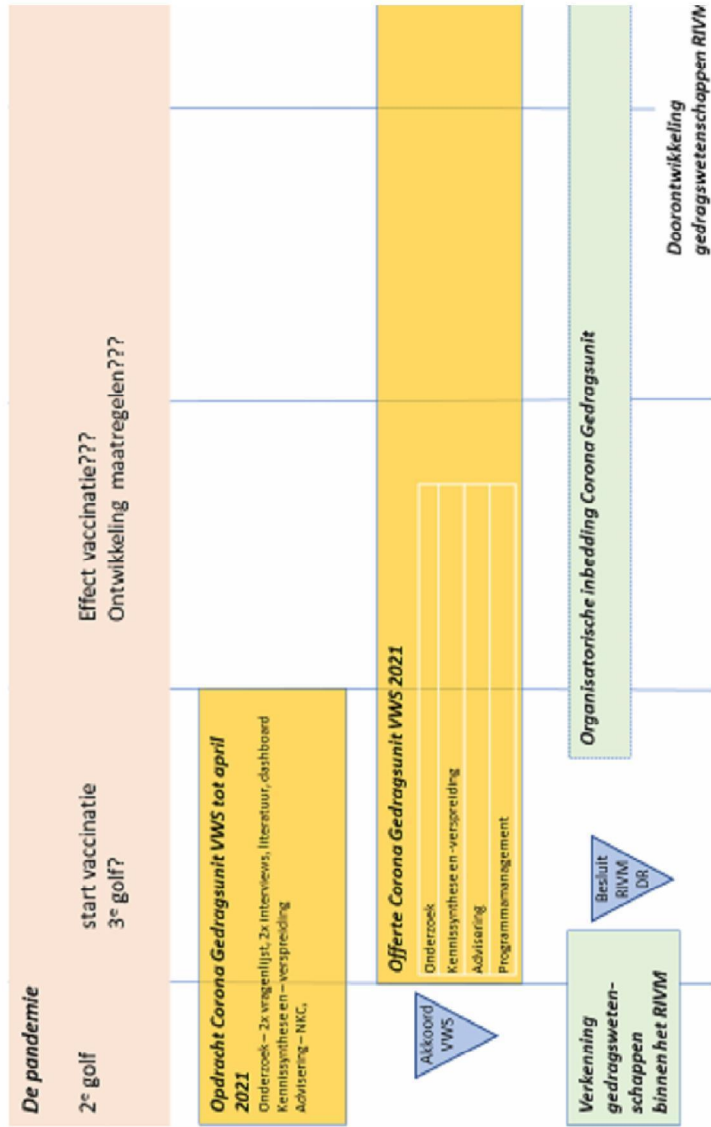 De pandemie
2e golf
start vaccinatie
3e golf?
Effect vaccinatie???
Ontwikkeling maatregelen???
Opdracht Corona Gedragsunit VWS tot april
2021
Onderzoek – 2x vragenlijst, 2x interviews, literatuur, dashboard
Kennissynthese en – verspreiding
Advisering – NKC,
Akkoord
VWS
Offerte Corona Gedragsunit VWS 2021
Onderzoek
Kennissynthese en -verspreiding
Advisering
Programmamanagement
Verkenning
gedragsweten-
schappen
binnen het RIVM
Besluit
RIVM
DR
Organisatorische inbedding Corona Gedragsunit
Doorontwikkeling
gedragswetenschappen RIVM